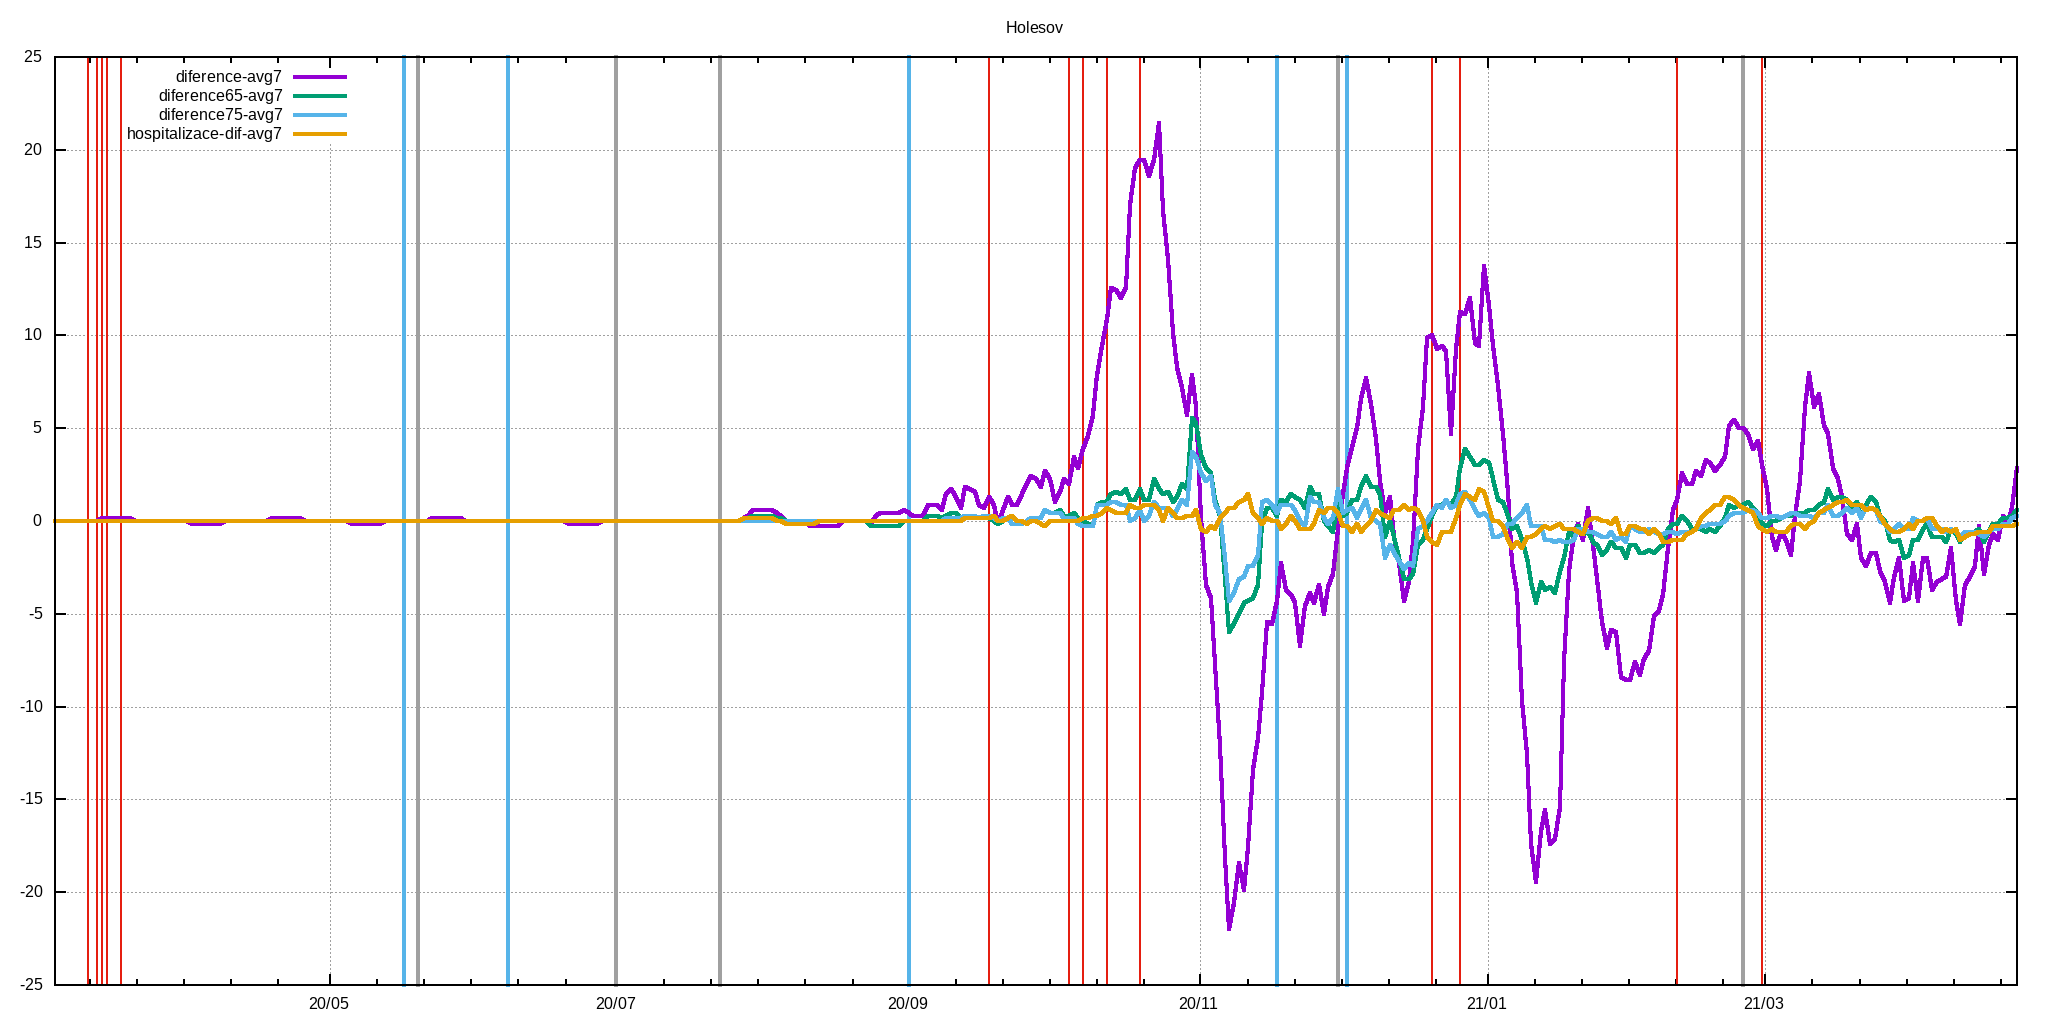 Holesov
diference-avg7
diference65-avg7
diference75-avg7
hospitalizace-dif-avg7
25
20
15
10
5
0
-5
-10
-15
-20
-25
20/05 20/07 20/09 20/11 21/01 21/03